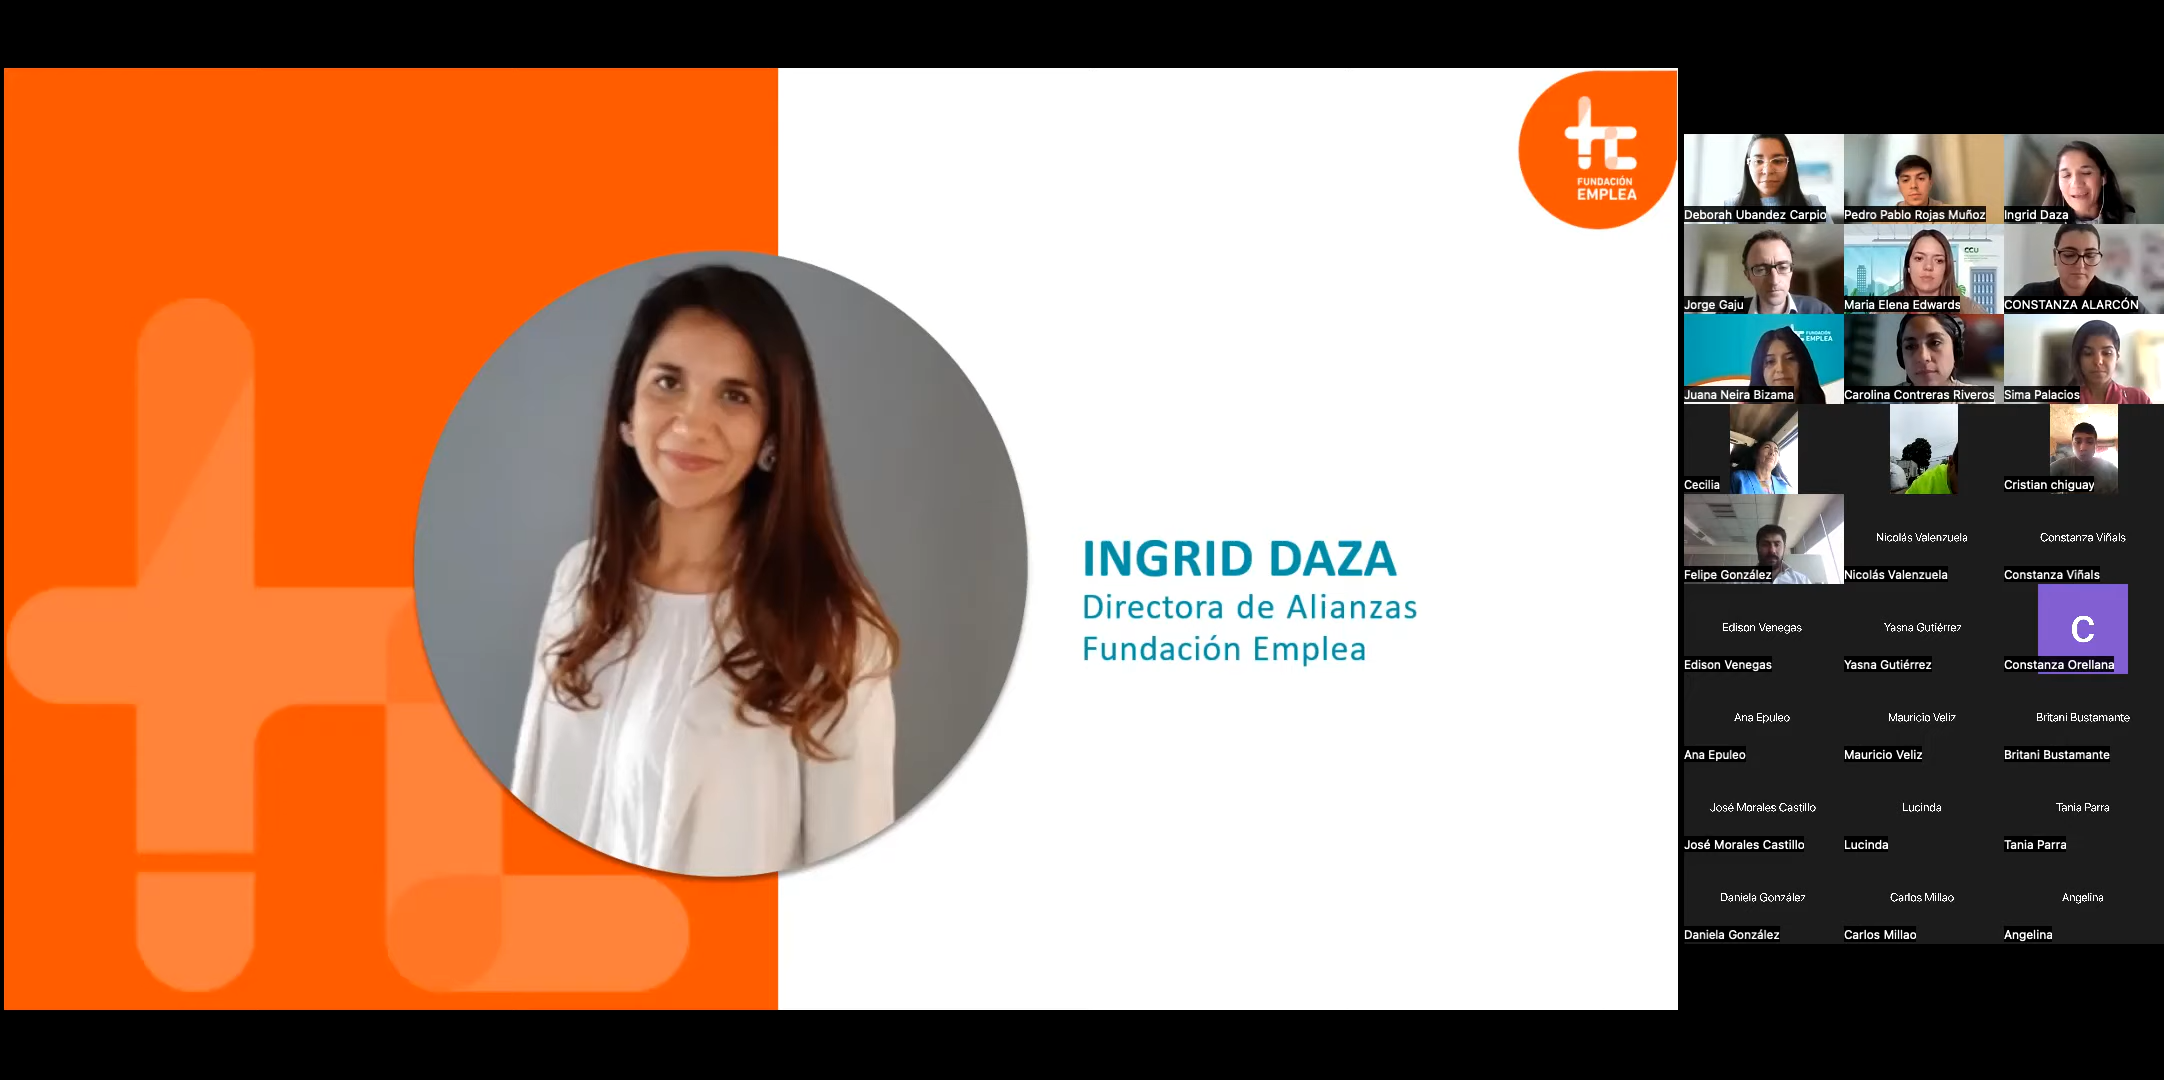 FUNDACIÓN
EMPLEA
INGRID DAZA
Directora de Alianzas
Fundación Emplea
Deborah Ubandez Carpio
Pedro Pablo Rojas Muñoz
Ingrid Daza
CCU
Jorge Gaju
Maria Elena Edwards
CONSTANZA ALARCÓN
FUNDACIÓN
EMPLEA
Juana Neira Bizama
Carolina Contreras Riveros
Sima Palacios
Cecilia
Cristian chiguay
Felipe González
Nicolás Valenzuela
Nicolás Valenzuela
Constanza Viñals
Constanza Viñals
Edison Venegas
Edison Venegas
Yasna Gutiérrez
Yasna Gutiérrez
C
Constanza Orellana
Ana Epuleo
Ana Epuleo
Mauricio Veliz
Mauricio Veliz
Britani Bustamante
Britani Bustamante
José Morales Castillo
José Morales Castillo
Lucinda
Lucinda
Tania Parra
Tania Parra
Daniela González
Daniela González
Carlos Millao
Carlos Millao
Angelina
Angelina